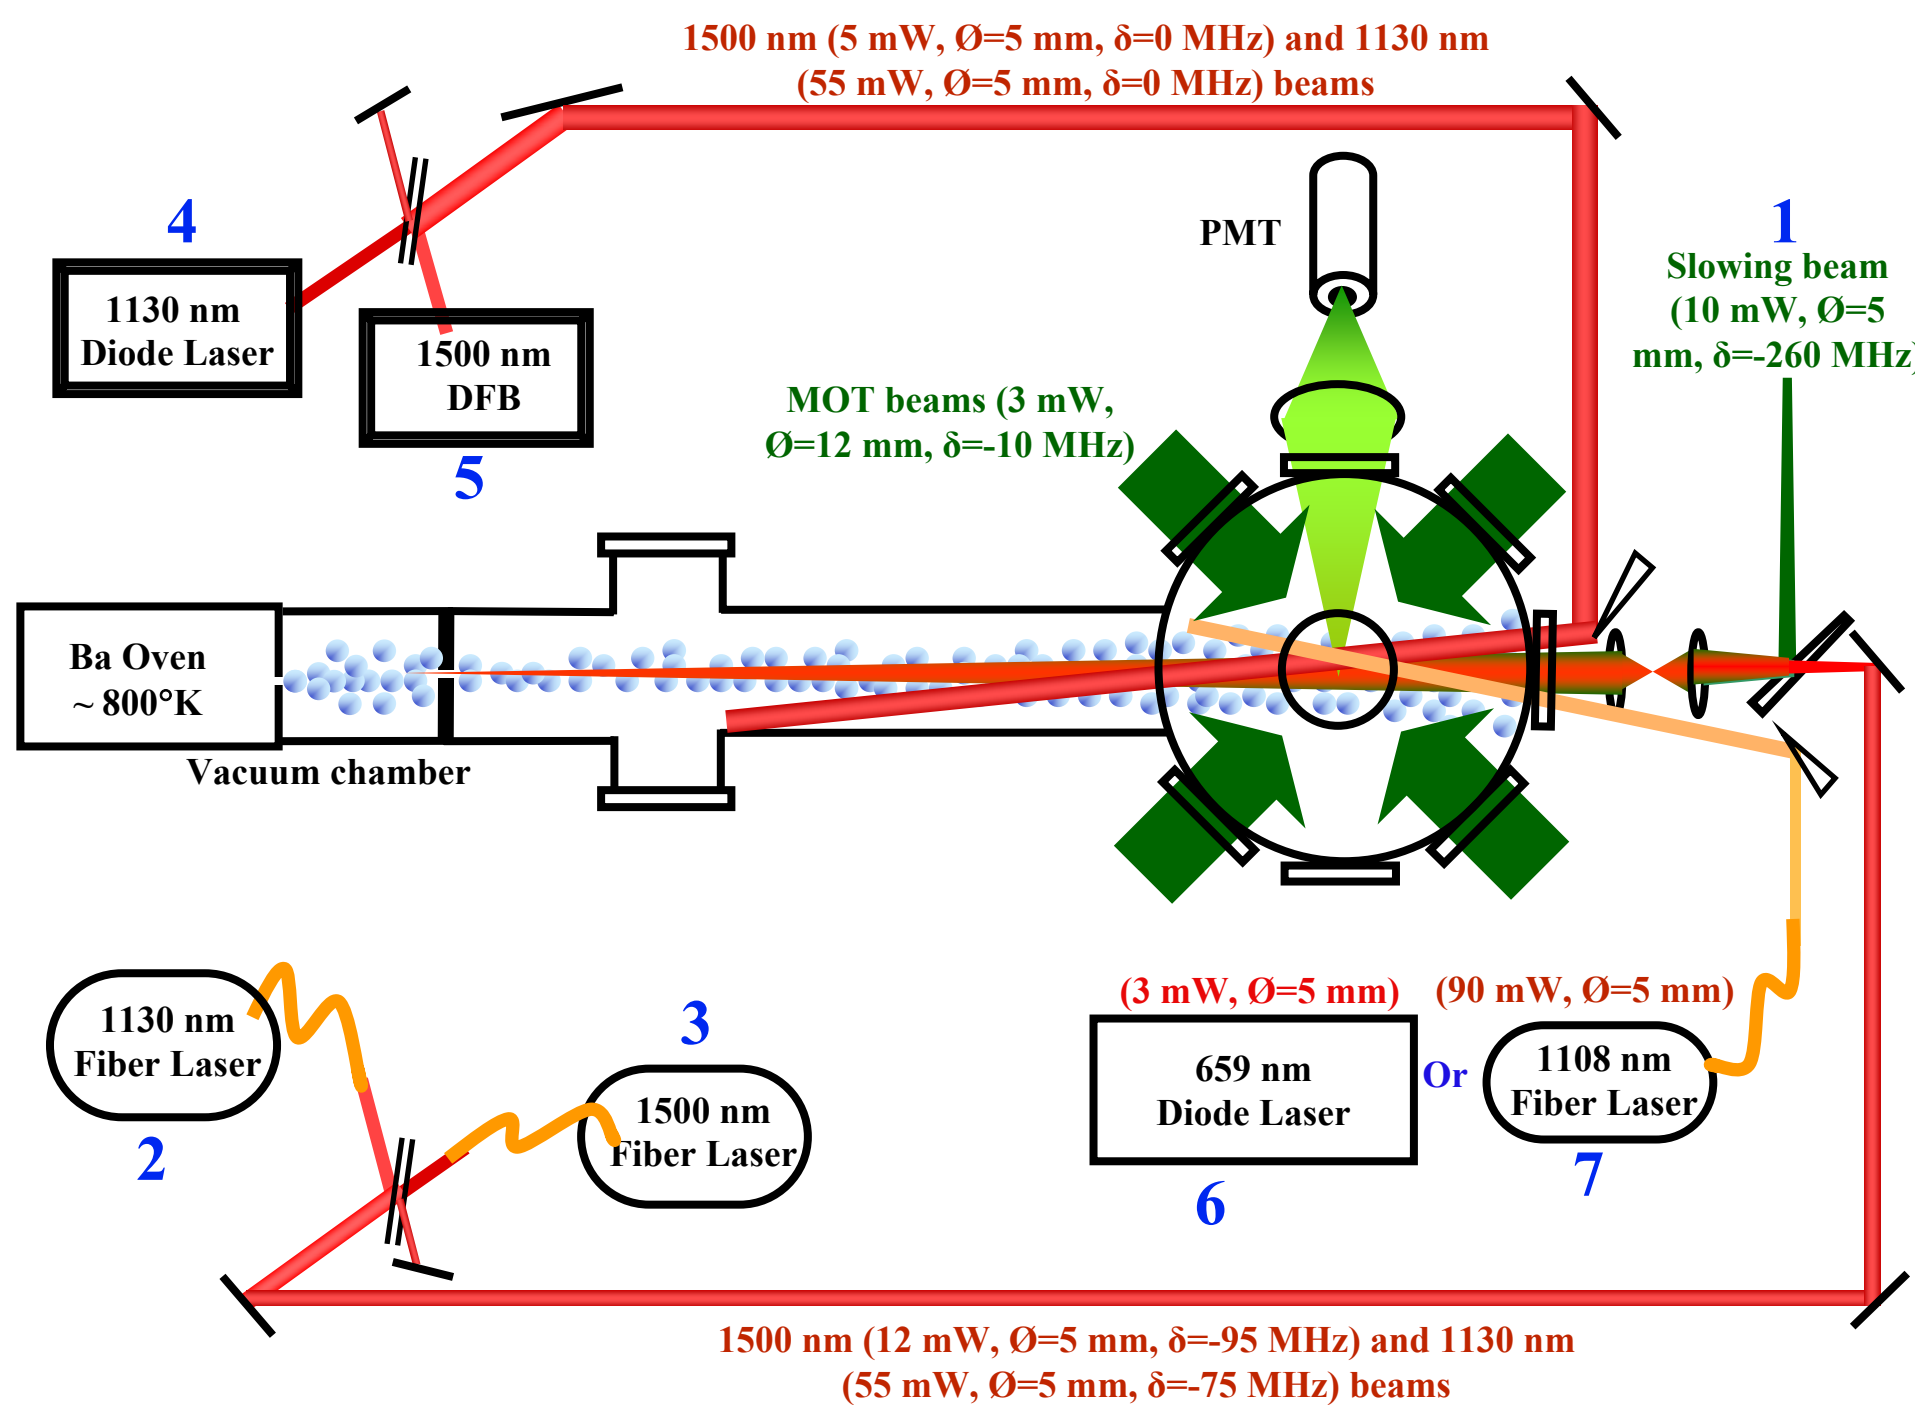 1500 nm (5 mW, Ø=5 mm, δ=0 MHz) and 1130 nm
(55 mW, Ø=5 mm, δ=0 MHz) beams
4
1130 nm
Diode Laser
1500 nm
DFB
5
PMT
1
Slowing beam
(10 mW, Ø=5
mm, δ=-260 MHz)
MOT beams (3 mW,
Ø=12 mm, δ=-10 MHz)
Ba Oven
~ 800°K
Vacuum chamber
1130 nm
Fiber Laser
2
3
1500 nm
Fiber Laser
(3 mW, Ø=5 mm)
659 nm
Diode Laser
6
Or
(90 mW, Ø=5 mm)
1108 nm
Fiber Laser
7
1500 nm (12 mW, Ø=5 mm, δ=-95 MHz) and 1130 nm
(55 mW, Ø=5 mm, δ=-75 MHz) beams